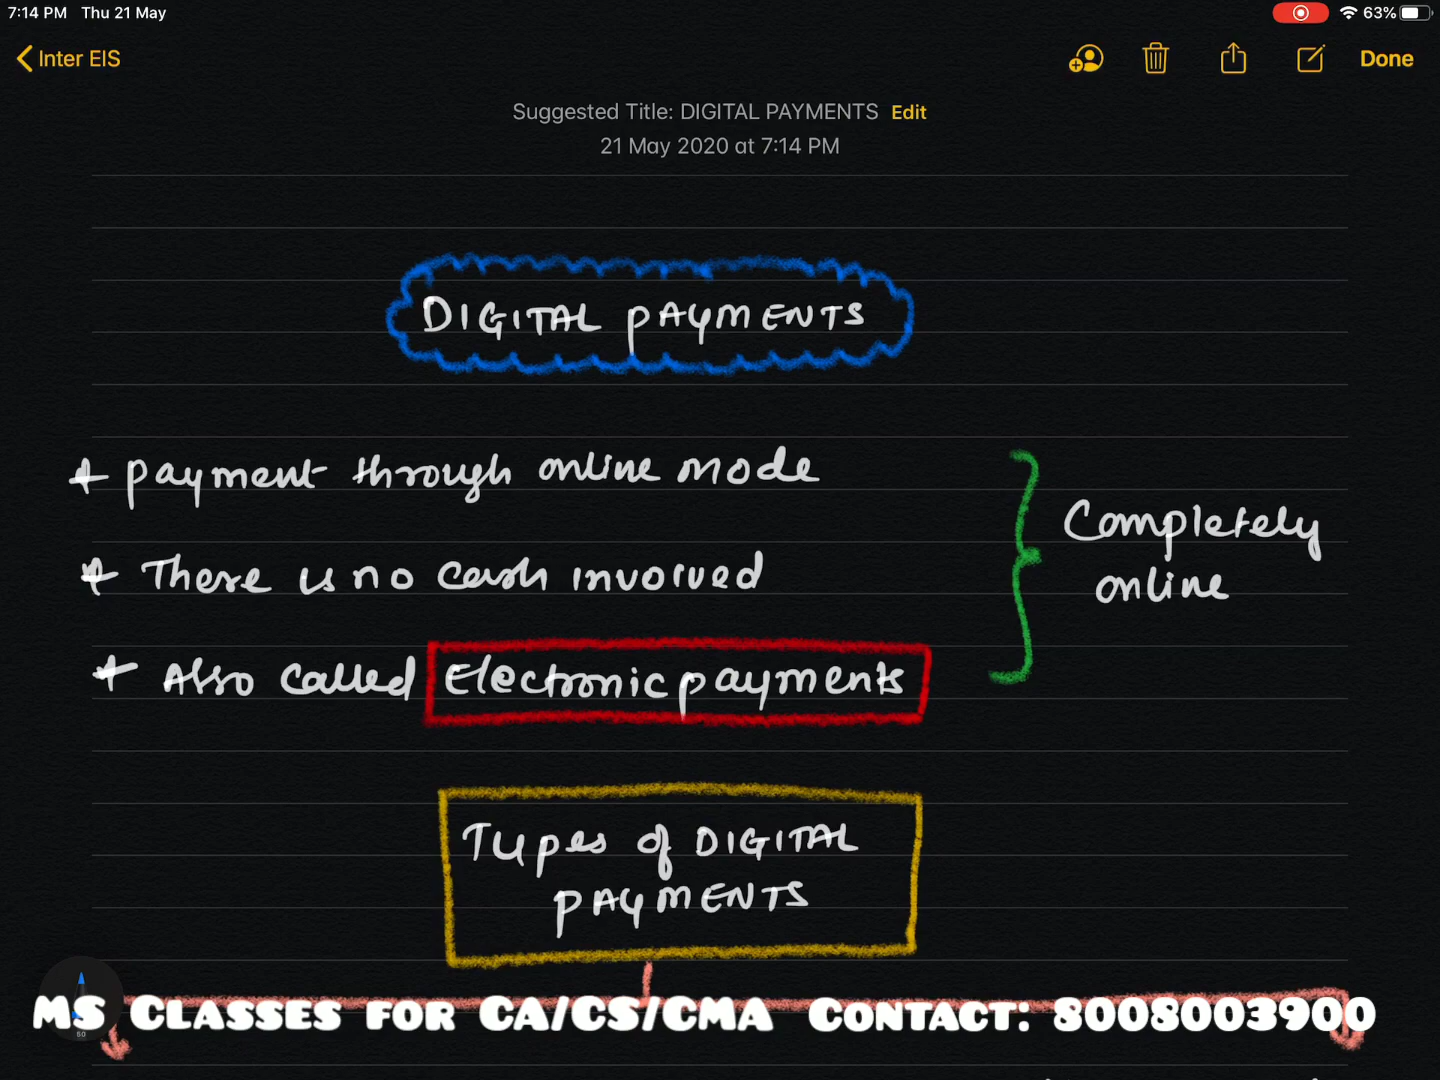 7:14 PM Thu 21 May
63%
Inter EIS
Done
Suggested Title: DIGITAL PAYMENTS Edit
21 May 2020 at 7:14 PM
DIGITAL PAYMENTS
+ payment through online mode
+ There is no cash involved
+ Also called Electronic payments
Completely
online
Types of DIGITAL
PAYMENTS
50
MS CLASSES FOR CA/CS/CMA CONTACT: 8008003900